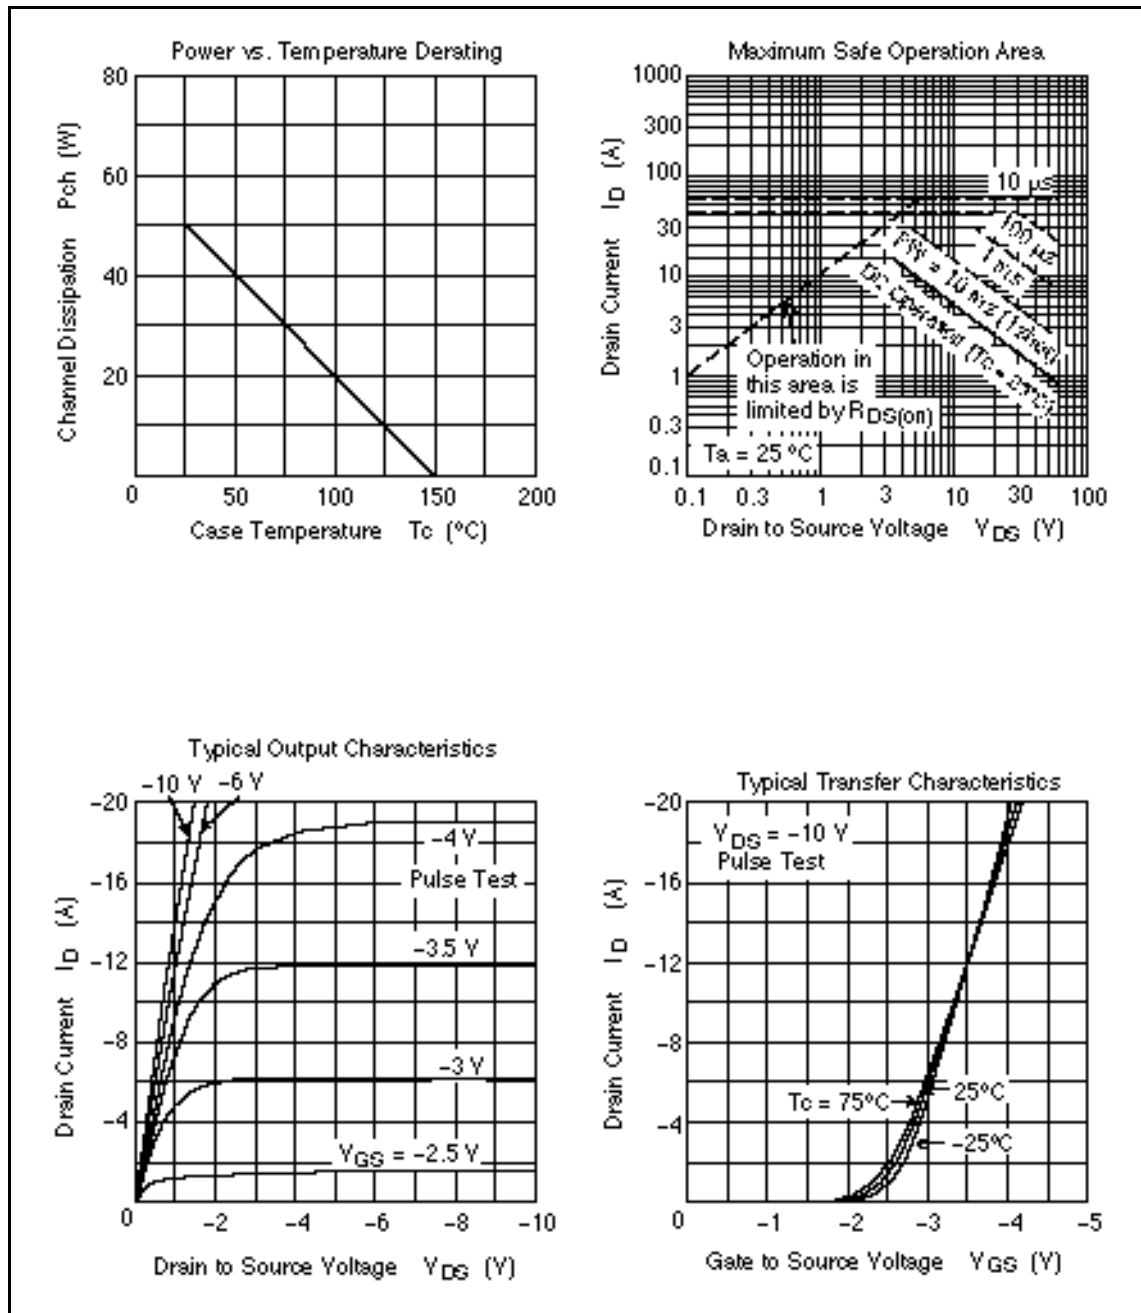 Power vs. Temperature Derating
80
60
40
20
0
50
100
150
200
Channel Dissipation Pch (W)
Case Temperature Tc (°C)
Maximum Safe Operation Area
1000
300
100
30
10
3
1
0.3
0.1
0.1
0.3
1
3
10
30
100
Drain Current ID (A)
10 µs
100 µs
1 ms
PW = 10 ms (1shot)
DC Operation (Tc = 25°C)
Operation in
this area is
limited by RDS(on)
Ta = 25 °C
Drain to Source Voltage VDS (V)
Typical Output Characteristics
–10 V
–6 V
–20
–16
–12
–8
–4
0
–2
–4
–6
–8
–10
Drain Current ID (A)
–4 V
Pulse Test
–3.5 V
–3 V
VGS = –2.5 V
Drain to Source Voltage VDS (V)
Typical Transfer Characteristics
–20
–16
–12
–8
–4
0
–1
–2
–3
–4
–5
Drain Current ID (A)
VDS = –10 V
Pulse Test
Tc = 75°C
25°C
–25°C
Gate to Source Voltage VGS (V)